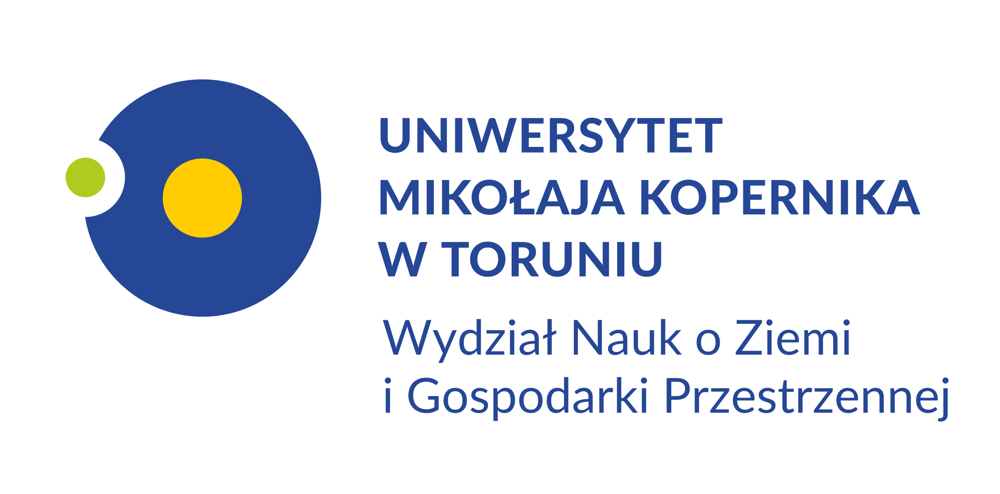 UNIWERSYTET
MIKOŁAJA KOPERNIKA
W TORUNIU
Wydział Nauk o Ziemi
i Gospodarki Przestrzennej